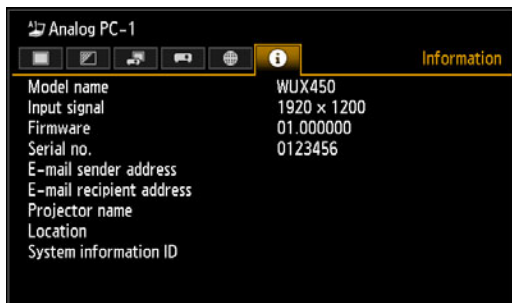 Analog PC-1
Information
Model name WUX450
Input signal 1920 × 1200
Firmware 01.000000
Serial no. 0123456
E-mail sender address
E-mail recipient address
Projector name
Location
System information ID